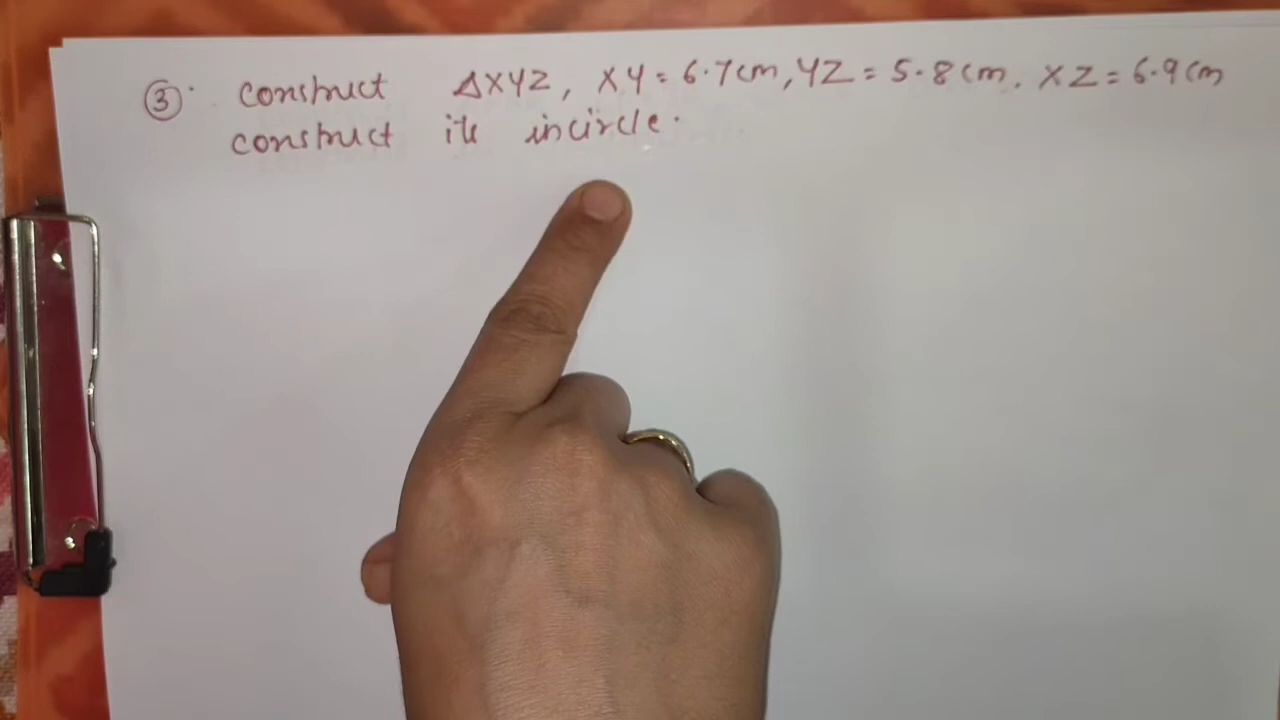 ③. construct ΔXYZ, XY = 6.7cm, YZ = 5.8cm. XZ = 6.9cm
construct its incircle.